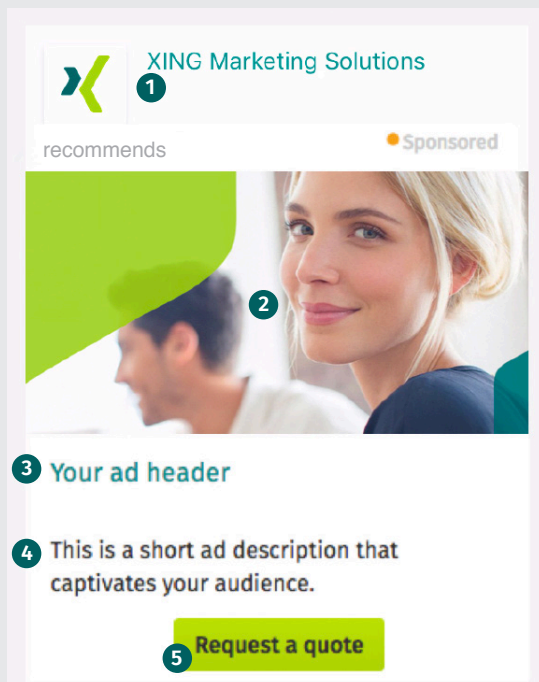 XING Marketing Solutions
1
recommends
Sponsored
2
3
Your ad header
4
This is a short ad description that
captivates your audience.
Request a quote
5